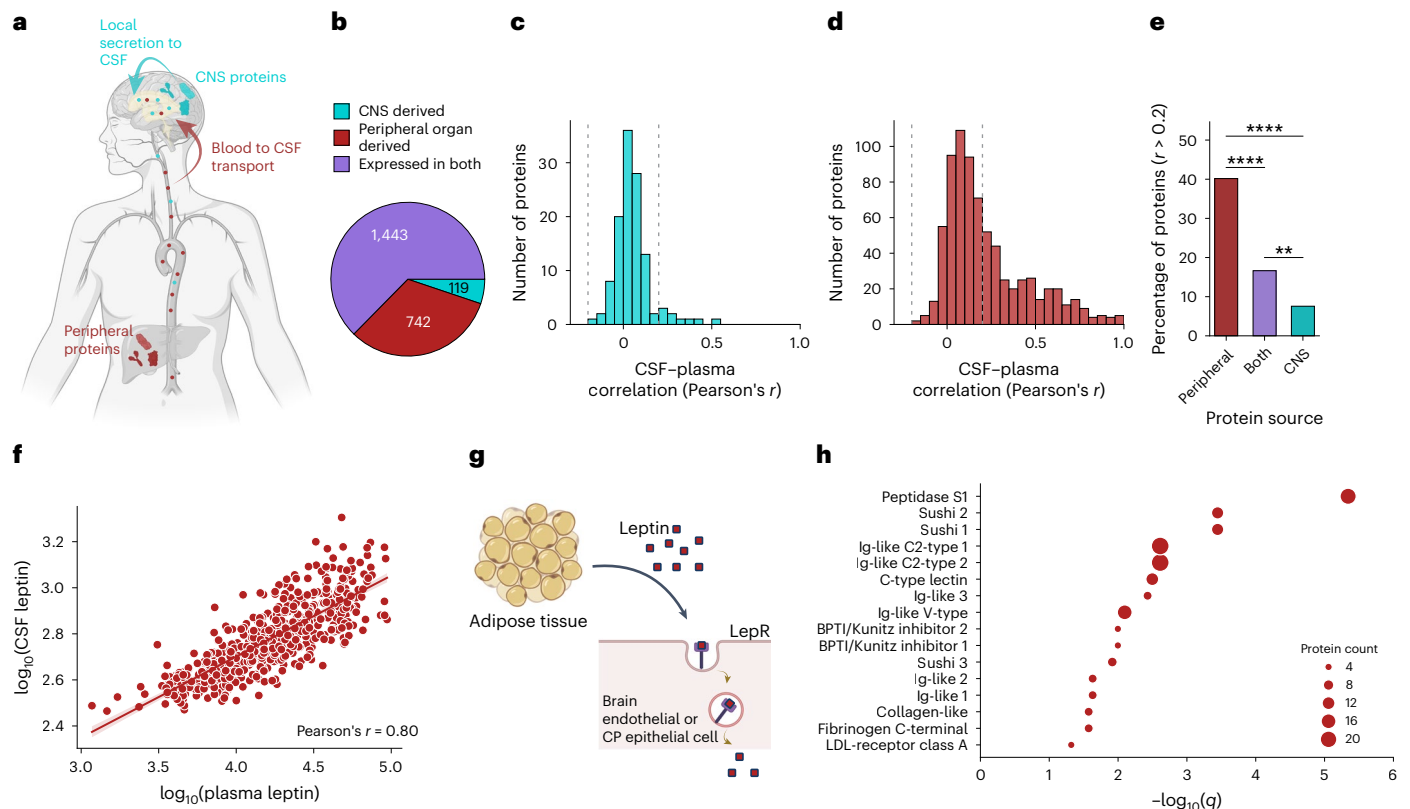 a
Local
secretion to
CSF
CNS proteins
Blood to CSF
transport
Peripheral
proteins
b
CNS derived
Peripheral organ
derived
Expressed in both
1,443
119
742
c
Number of proteins
30
20
10
0
0
0.5
1.0
CSF–plasma
correlation (Pearson's r)
d
Number of proteins
100
80
60
40
20
0
0
0.5
1.0
CSF–plasma
correlation (Pearson's r)
e
Percentage of proteins (r > 0.2)
50
40
30
20
10
0
****
****
**
Peripheral
Both
CNS
Protein source
f
log10(CSF leptin)
3.2
3.0
2.8
2.6
2.4
Pearson's r = 0.80
3.0
3.5
4.0
4.5
5.0
log10(plasma leptin)
g
Leptin
Adipose tissue
LepR
Brain
endothelial or
CP epithelial cell
h
Peptidase S1
Sushi 2
Sushi 1
Ig-like C2-type 1
Ig-like C2-type 2
C-type lectin
Ig-like 3
Ig-like V-type
BPTI/Kunitz inhibitor 2
BPTI/Kunitz inhibitor 1
Sushi 3
Ig-like 2
Ig-like 1
Collagen-like
Fibrinogen C-terminal
LDL-receptor class A
Protein count
4
8
12
16
20
0
1
2
3
4
5
6
–log10(q)